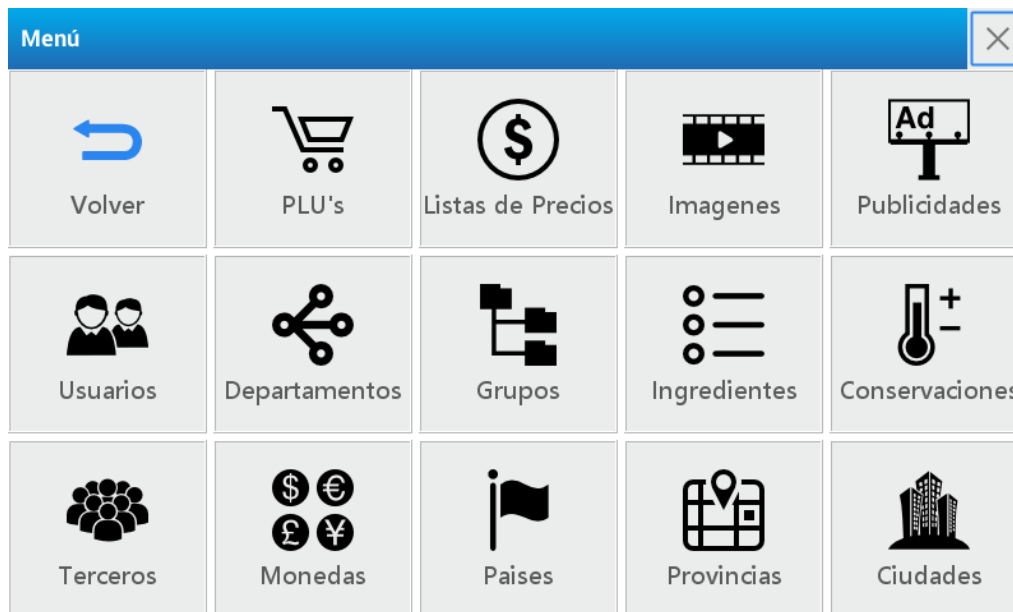 Menú
Volver
PLU's
Listas de Precios
Imagenes
Ad
Publicidades
Usuarios
Departamentos
Grupos
Ingredientes
Conservaciones
Terceros
Monedas
Paises
Provincias
Ciudades